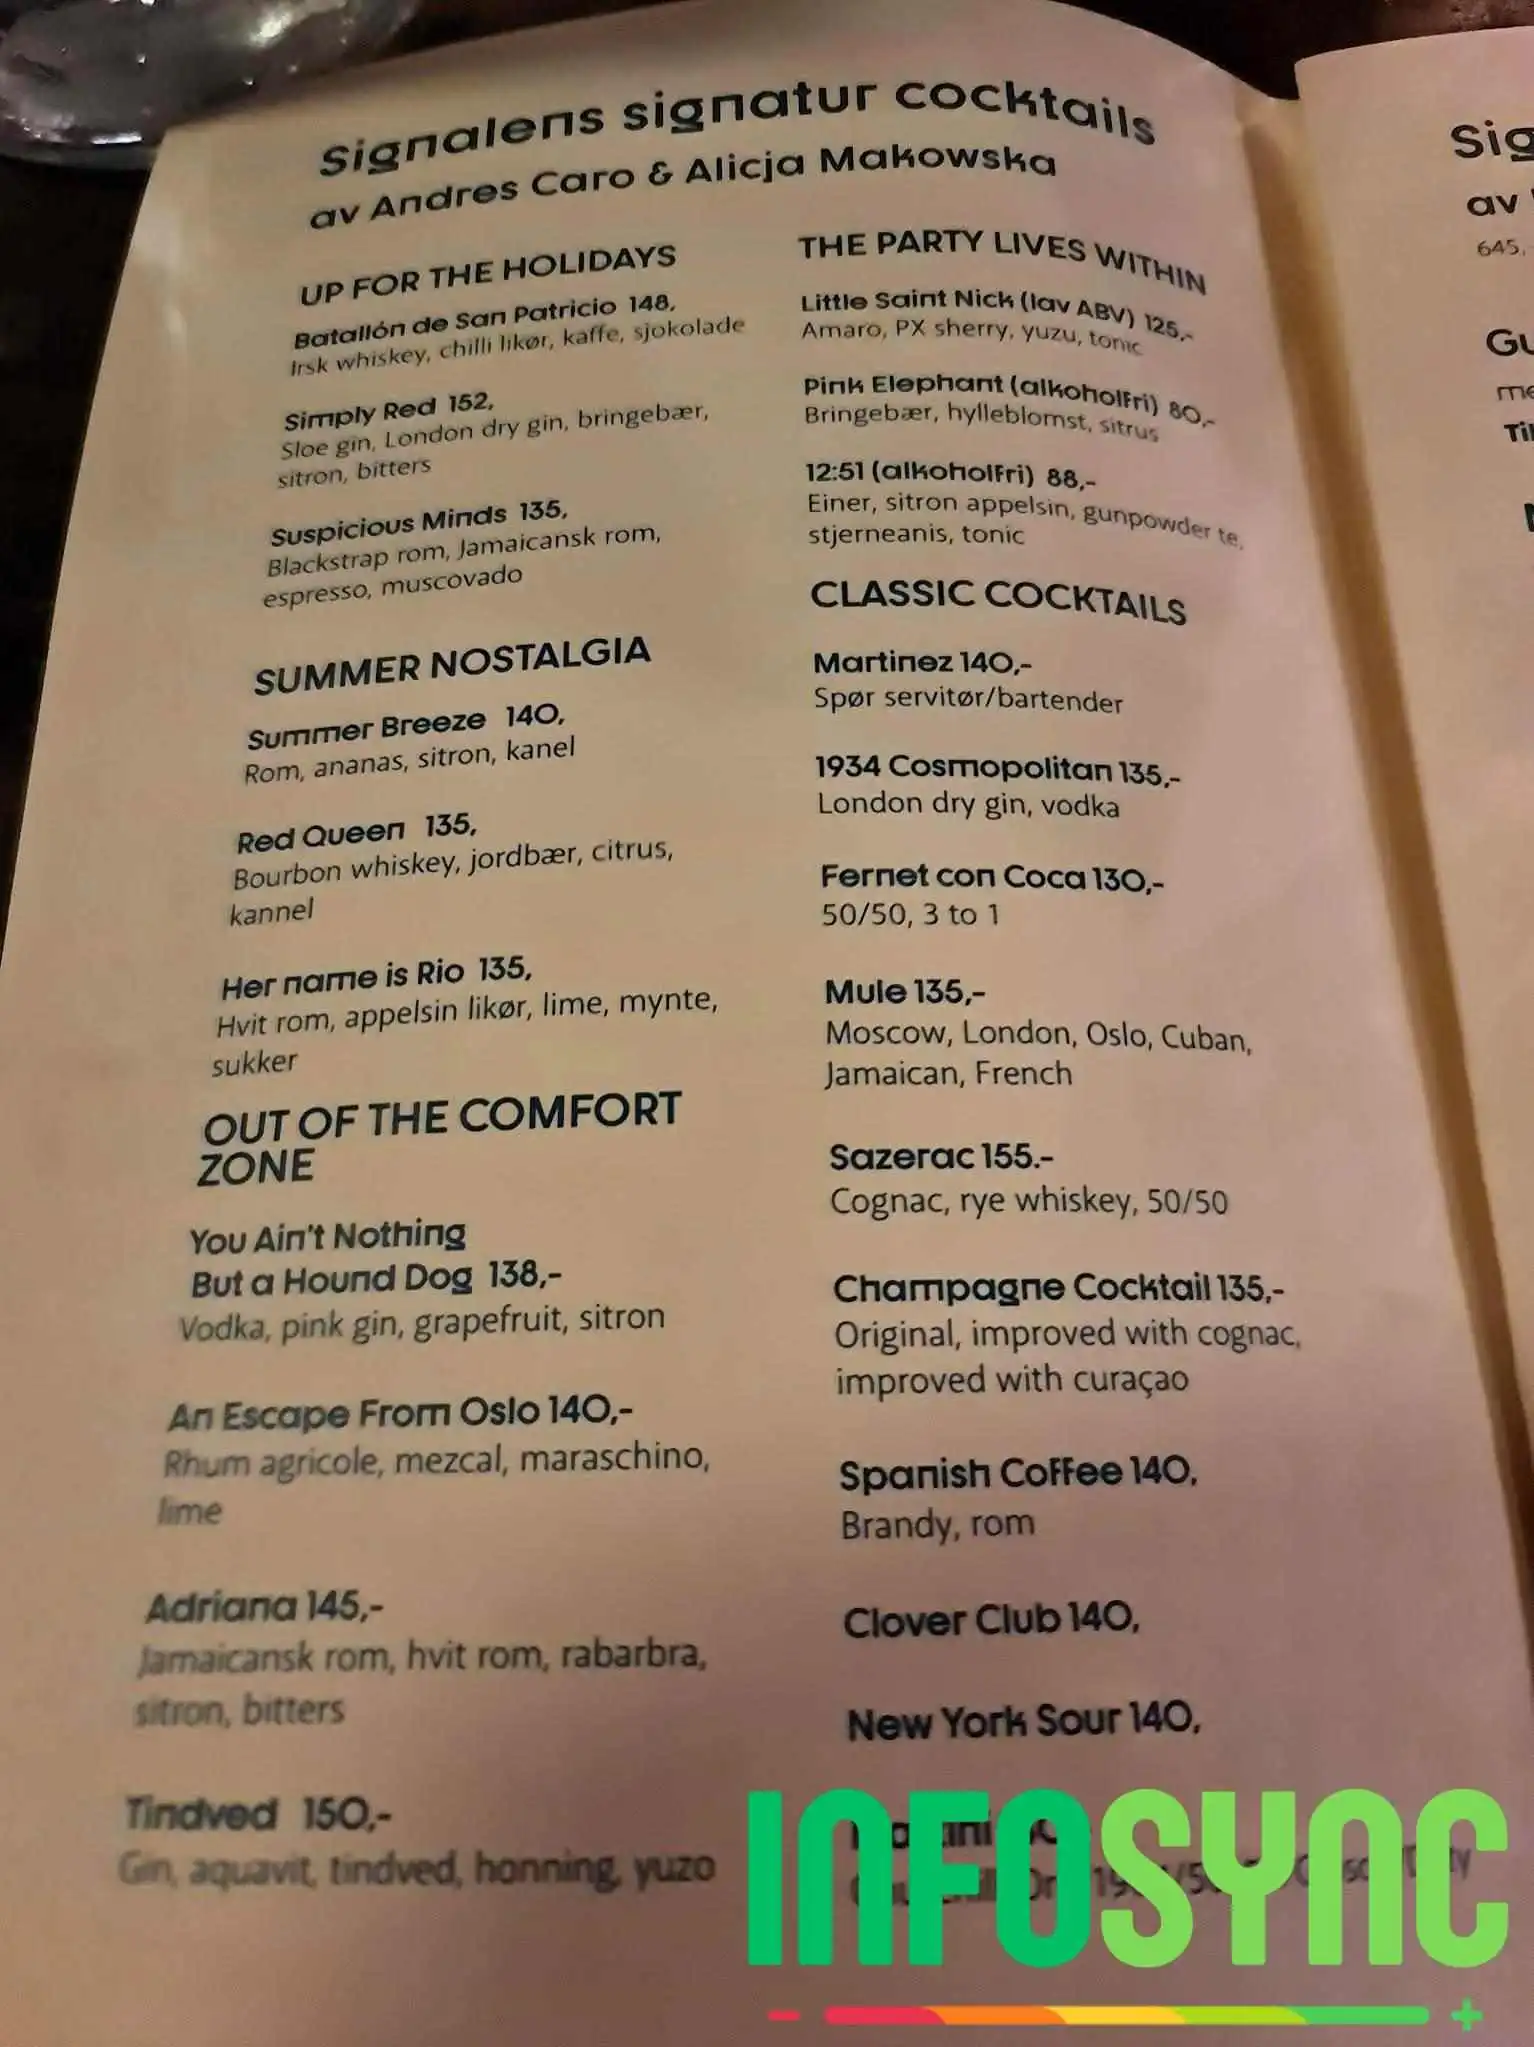 Signalens signatur cocktails
av Andres Caro & Alicja Makowska
UP FOR THE HOLIDAYS
Batallón de San Patricio 148,
Irsk whiskey, chilli likør, kaffe, sjokolade
Simply Red 152,
Sloe gin, London dry gin, bringebær,
sitron, bitters
Suspicious Minds 135,
Blackstrap rom, Jamaicansk rom,
espresso, muscovado
SUMMER NOSTALGIA
Summer Breeze 140,
Rom, ananas, sitron, kanel
Red Queen 135,
Bourbon whiskey, jordbær, citrus,
kannel
Her name is Rio 135,
Hvit rom, appelsin likør, lime, mynte,
sukker
OUT OF THE COMFORT
ZONE
You Ain't Nothing
But a Hound Dog 138,-
Vodka, pink gin, grapefruit, sitron
An Escape From Oslo 140,-
Rhum agricole, mezcal, maraschino,
lime
Adriana 145,-
Jamaicansk rom, hvit rom, rabarbra,
sitron, bitters
Tindved 150,-
Gin, aquavit, tindved, honning, yuzo
THE PARTY LIVES WITHIN
Little Saint Nick (lav ABV) 125,-
Amaro, PX sherry, yuzu, tonic
Pink Elephant (alkoholfri) 80,-
Bringebær, hylleblomst, sitrus
12:51 (alkoholfri) 88,-
Einer, sitron appelsin, gunpowder te,
stjerneanis, tonic
CLASSIC COCKTAILS
Martinez 140,-
Spør servitør/bartender
1934 Cosmopolitan 135,-
London dry gin, vodka
Fernet con Coca 130,-
50/50, 3 to 1
Mule 135,-
Moscow, London, Oslo, Cuban,
Jamaican, French
Sazerac 155.-
Cognac, rye whiskey, 50/50
Champagne Cocktail 135,-
Original, improved with cognac,
improved with curaçao
Spanish Coffee 140,
Brandy, rom
Clover Club 140,
New York Sour 140,
INFOSYNC
av
645,